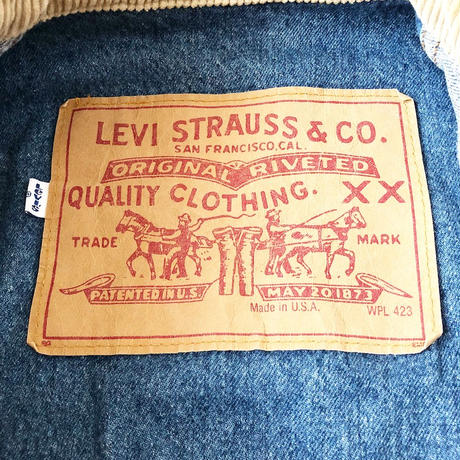 LEVI STRAUSS & CO.
SAN FRANCISCO, CAL.
ORIGINAL RIVETED
QUALITY CLOTHING. XX
TRADE MARK
PATENTED IN U.S. MAY 20 1873
Made in U.S.A. WPL 423